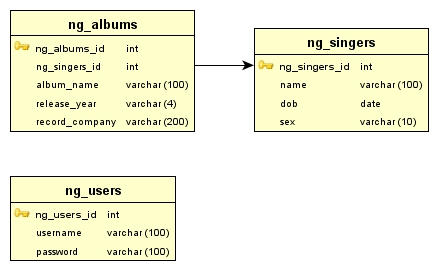 ng_albums
ng_albums_id int
ng_singers_id int
album_name varchar (100)
release_year varchar (4)
record_company varchar (200)
ng_singers
ng_singers_id int
name varchar (100)
dob date
sex varchar (10)
ng_users
ng_users_id int
username varchar (100)
password varchar (100)